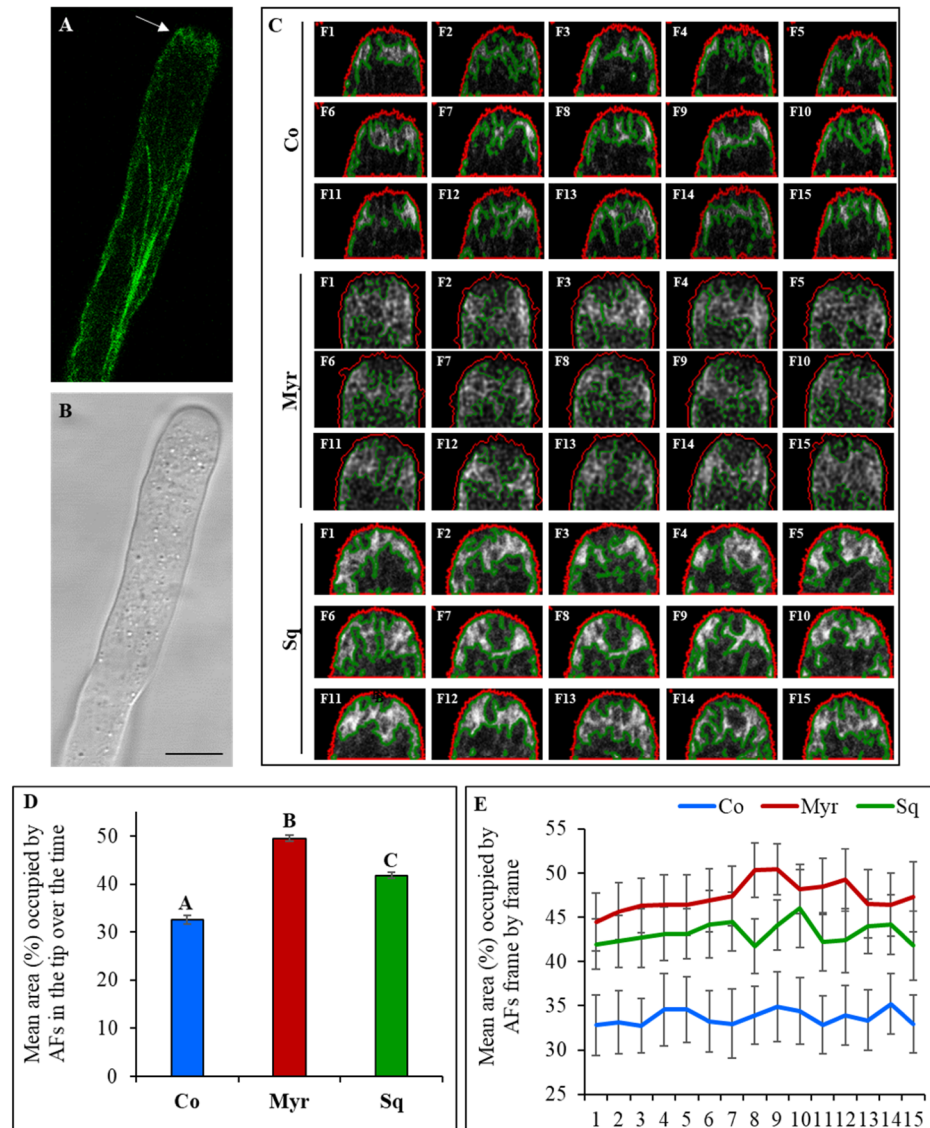 A
B
C
Co
F1 F2 F3 F4 F5
F6 F7 F8 F9 F10
F11 F12 F13 F14 F15
Myr
F1 F2 F3 F4 F5
F6 F7 F8 F9 F10
F11 F12 F13 F14 F15
Sq
F1 F2 F3 F4 F5
F6 F7 F8 F9 F10
F11 F12 F13 F14 F15
D
Mean area (%) occupied by
AFs in the tip over the time
50
40
30
20
10
0
A
B
C
Co Myr Sq
E
Co Myr Sq
Mean area (%) occupied by
AFs frame by frame
55
50
45
40
35
30
25
1 2 3 4 5 6 7 8 9 10 11 12 13 14 15